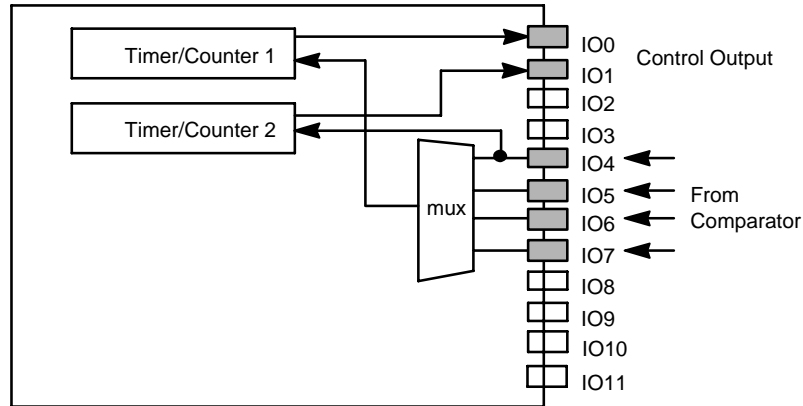 Timer/Counter 1
Timer/Counter 2
mux
IO0
IO1
IO2
IO3
IO4
IO5
IO6
IO7
IO8
IO9
IO10
IO11
Control Output
From
Comparator